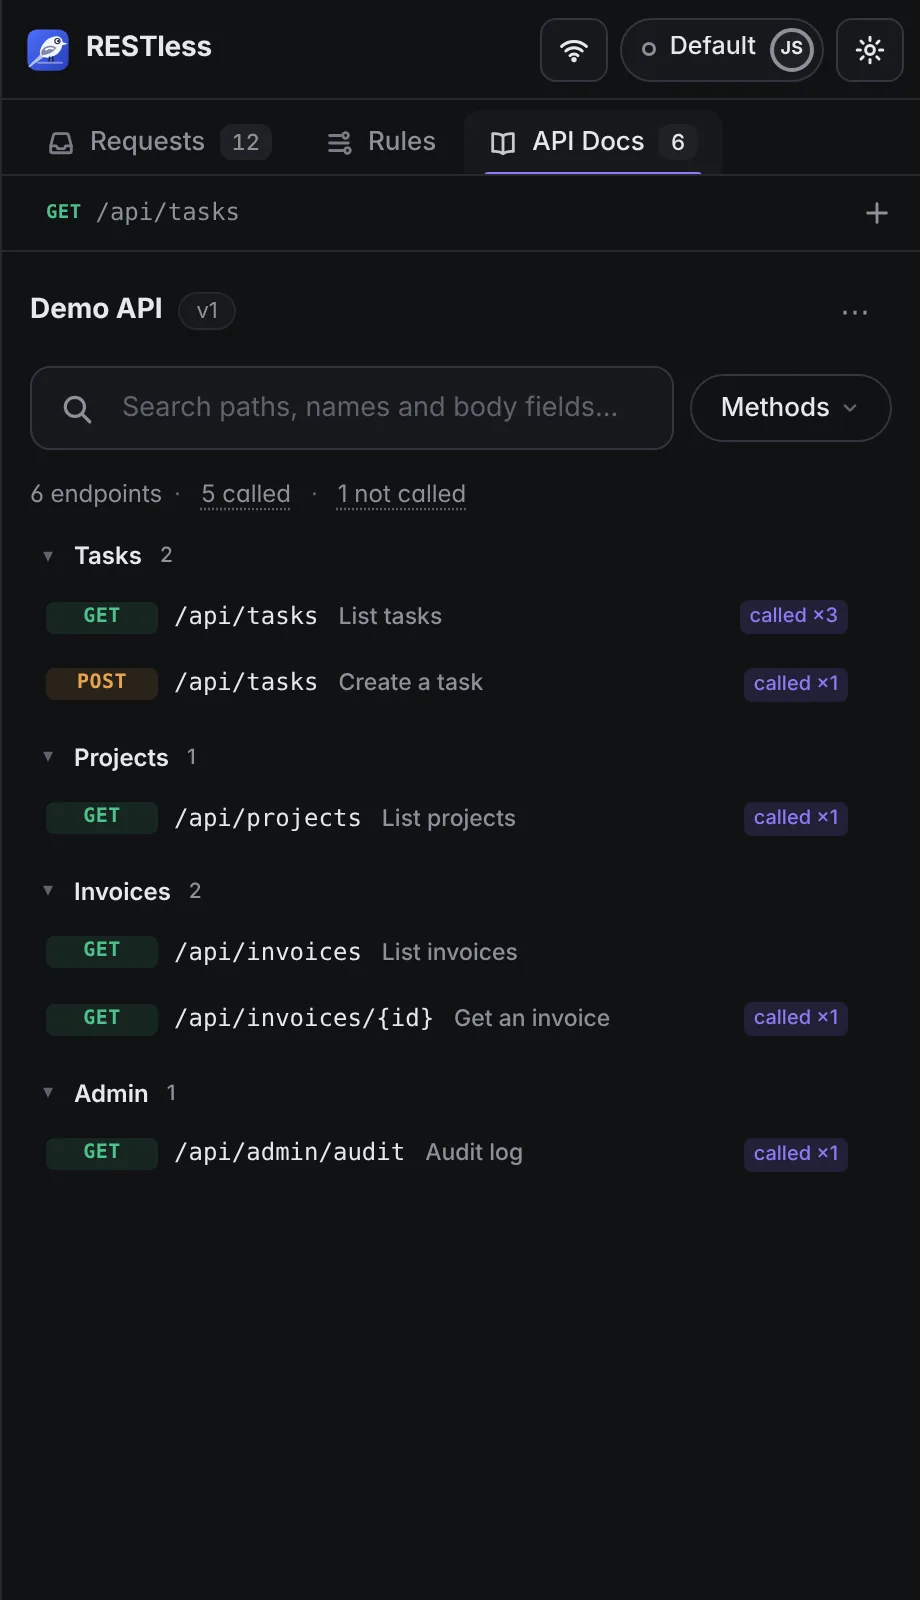 RESTless
Default JS
Requests 12 Rules API Docs 6
GET /api/tasks +
Demo API v1 ...
Search paths, names and body fields... Methods
6 endpoints · 5 called · 1 not called
Tasks 2
GET /api/tasks List tasks called ×3
POST /api/tasks Create a task called ×1
Projects 1
GET /api/projects List projects called ×1
Invoices 2
GET /api/invoices List invoices
GET /api/invoices/{id} Get an invoice called ×1
Admin 1
GET /api/admin/audit Audit log called ×1